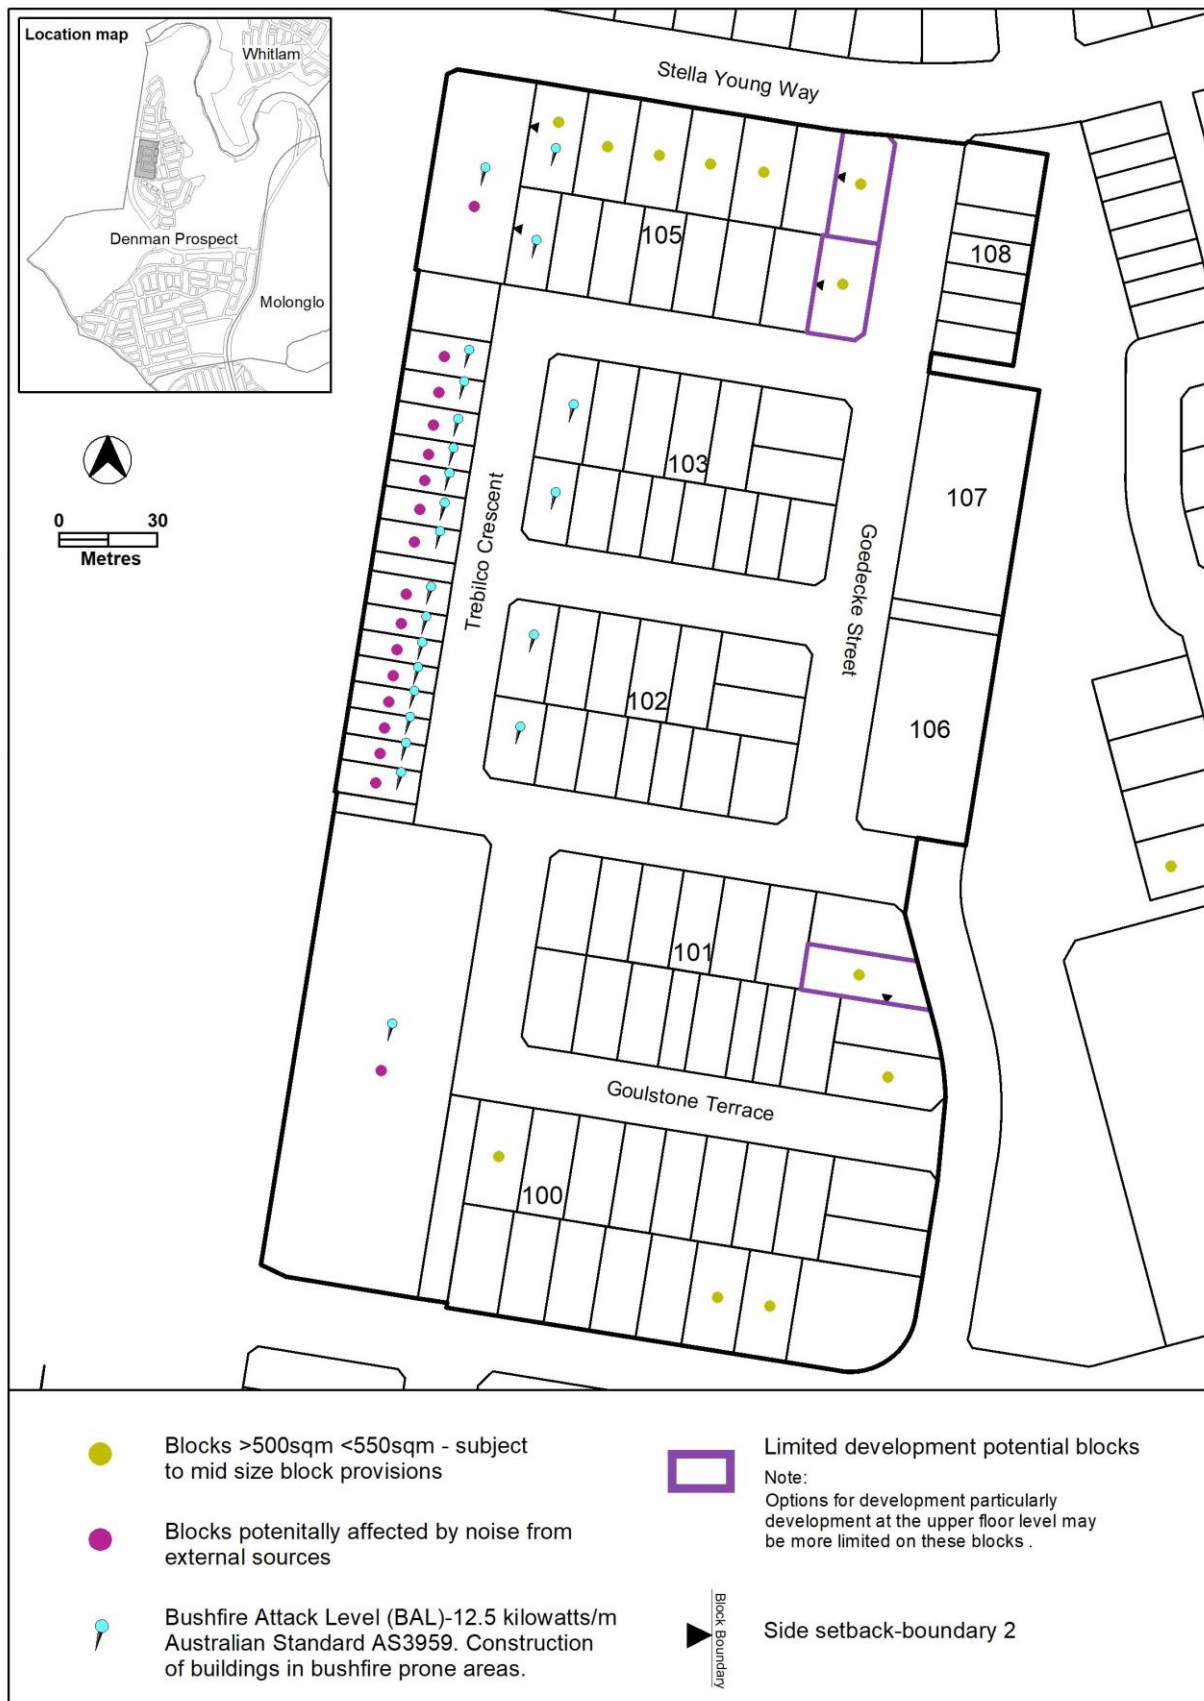 Location map
Whitlam
Denman Prospect
Molonglo
0 30
Metres
Stella Young Way
105
108
103
107
Trebilco Crescent
Goedecke Street
102
106
101
Goulstone Terrace
100
Blocks >500sqm <550sqm - subject
to mid size block provisions
Blocks potenitally affected by noise from
external sources
Bushfire Attack Level (BAL)-12.5 kilowatts/m
Australian Standard AS3959. Construction
of buildings in bushfire prone areas.
Limited development potential blocks
Note:
Options for development particularly
development at the upper floor level may
be more limited on these blocks .
Block Boundary
Side setback-boundary 2